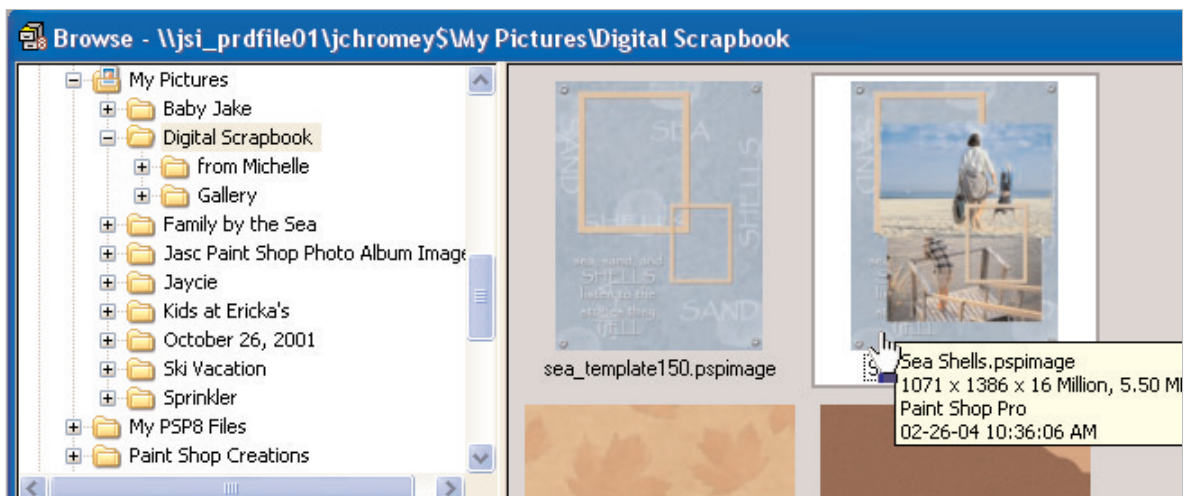 Browse - \\jsi_prdfile01\jchromey$\My Pictures\Digital Scrapbook
My Pictures
Baby Jake
Digital Scrapbook
from Michelle
Gallery
Family by the Sea
Jasc Paint Shop Photo Album Image
Jaycie
Kids at Ericka's
October 26, 2001
Ski Vacation
Sprinkler
My PSP8 Files
Paint Shop Creations
SEA
SAND
SHELLS
SHELLS
sea, sand, and
SHELLS
listen to the
stories they
tELL
SAND
sea_template150.pspimage
Sea Shells.pspimage
1071 x 1386 x 16 Million, 5.50 M
Paint Shop Pro
02-26-04 10:36:06 AM